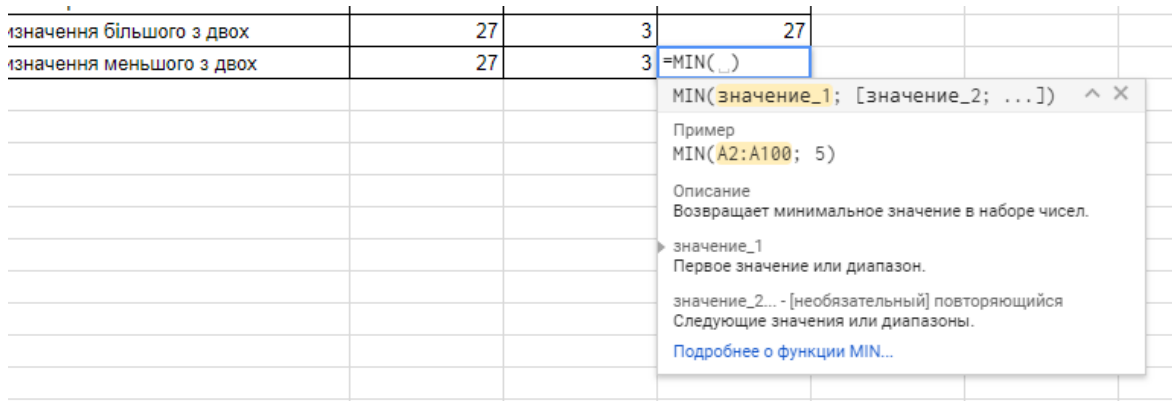 изначення більшого з двох 27 3 27
изначення меньшого з двох 27 3 =MIN( )
MIN(значение_1; [значение_2; ...])
Пример
MIN(A2:A100; 5)
Описание
Возвращает минимальное значение в наборе чисел.
значение_1
Первое значение или диапазон.
значение_2... - [необязательный] повторяющийся
Следующие значения или диапазоны.
Подробнее о функции MIN...